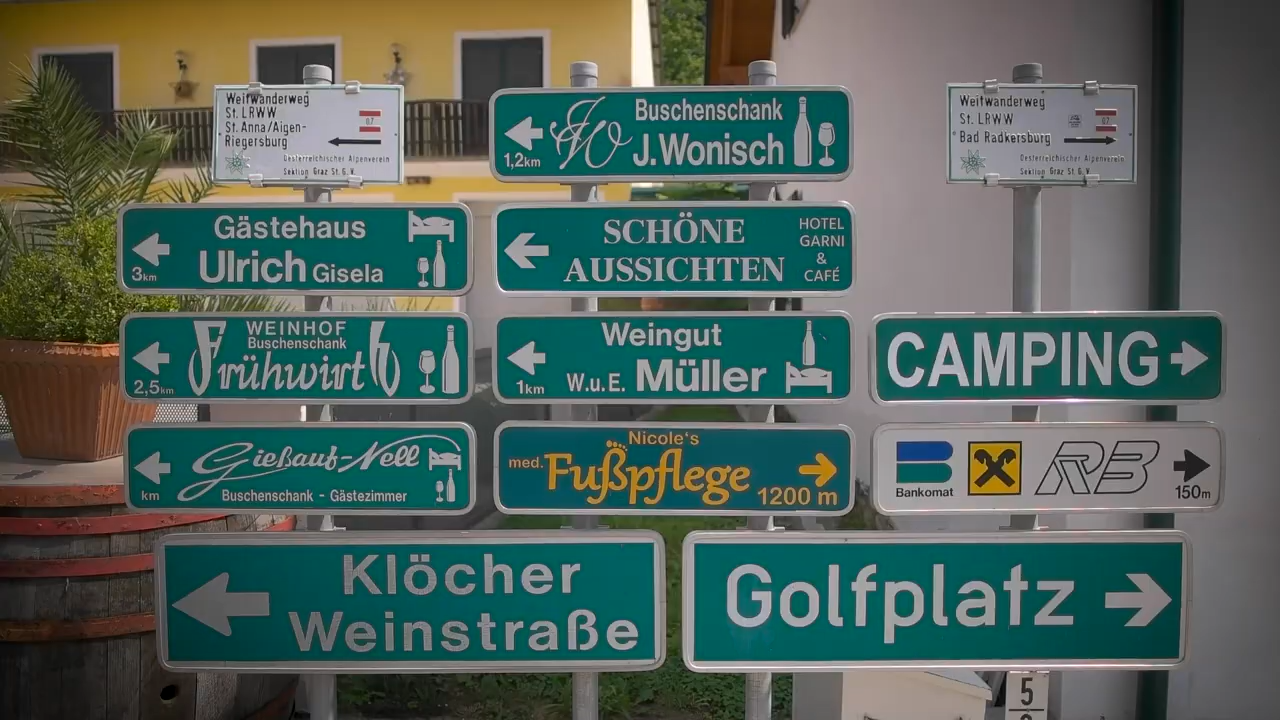 Weitwanderweg
St. LRWW
St. Anna/Aigen-
Riegersburg
07
Oesterreichischer Alpenverein
Sektion Graz St.G.V.
1,2km
JW
Buschenschank
J.Wonisch
Weitwanderweg
St. LRWW
Bad Radkersburg
07
Oesterreichischer Alpenverein
Sektion Graz St.G.V.
3km
Gästehaus
Ulrich Gisela
SCHÖNE
AUSSICHTEN
HOTEL
GARNI
&
CAFÉ
2,5km
WEINHOF
Buschenschank
Frühwirth
1km
Weingut
W.u.E. Müller
CAMPING
km
Gießauf-Nell
Buschenschank - Gästezimmer
Nicole's
med. Fußpflege
1200 m
Bankomat
RB
150m
Klöcher
Weinstraße
Golfplatz
5